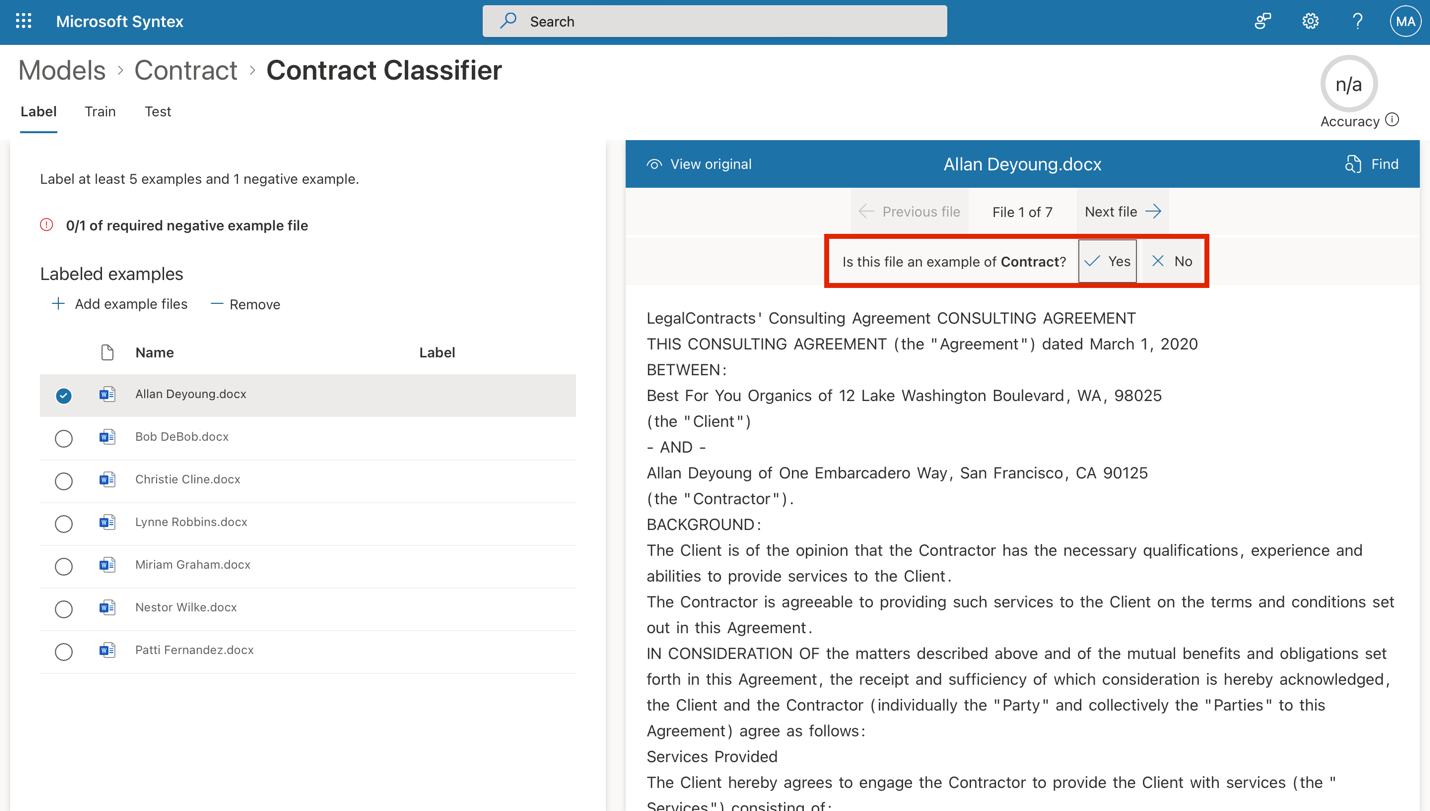 Microsoft Syntex
Search
MA
Models > Contract > Contract Classifier
n/a
Accuracy
Label Train Test
Label at least 5 examples and 1 negative example.
0/1 of required negative example file
Labeled examples
Add example files Remove
Name Label
Allan Deyoung.docx
Bob DeBob.docx
Christie Cline.docx
Lynne Robbins.docx
Miriam Graham.docx
Nestor Wilke.docx
Patti Fernandez.docx
View original Allan Deyoung.docx Find
Previous file File 1 of 7 Next file
Is this file an example of Contract? Yes No
LegalContracts' Consulting Agreement CONSULTING AGREEMENT
THIS CONSULTING AGREEMENT (the "Agreement") dated March 1, 2020
BETWEEN:
Best For You Organics of 12 Lake Washington Boulevard, WA, 98025
(the "Client")
- AND -
Allan Deyoung of One Embarcadero Way, San Francisco, CA 90125
(the "Contractor").
BACKGROUND:
The Client is of the opinion that the Contractor has the necessary qualifications, experience and
abilities to provide services to the Client.
The Contractor is agreeable to providing such services to the Client on the terms and conditions set
out in this Agreement.
IN CONSIDERATION OF the matters described above and of the mutual benefits and obligations set
forth in this Agreement, the receipt and sufficiency of which consideration is hereby acknowledged,
the Client and the Contractor (individually the "Party" and collectively the "Parties" to this
Agreement) agree as follows:
Services Provided
The Client hereby agrees to engage the Contractor to provide the Client with services (the "
Services") consisting of: